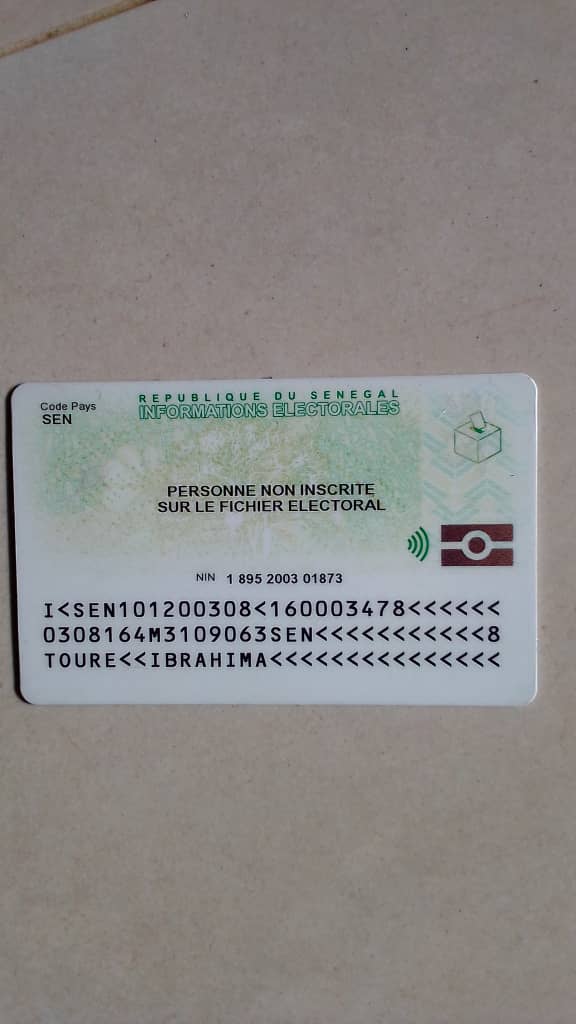 Code Pays
SEN
REPUBLIQUE DU SENEGAL
INFORMATIONS ELECTORALES
PERSONNE NON INSCRITE
SUR LE FICHIER ELECTORAL
NIN 1 895 2003 01873
I<SEN101200308<160003478<<<<<<
0308164M3109063SEN<<<<<<<<<<<8
TOURE<<IBRAHIMA<<<<<<<<<<<<<<<